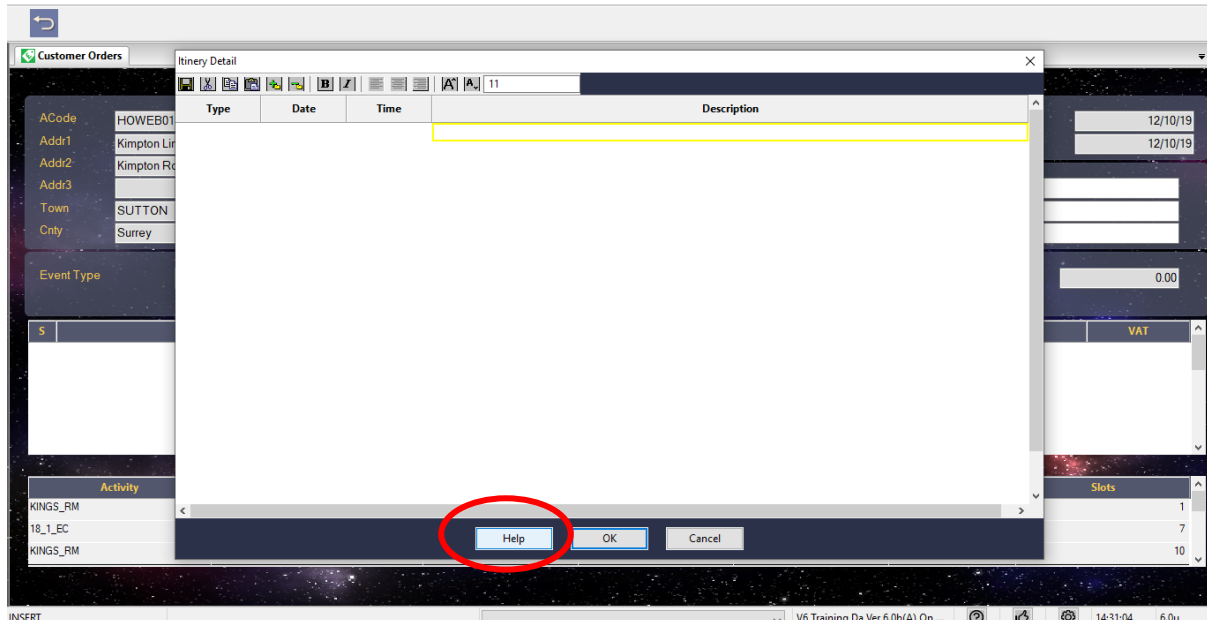 Customer Orders
Itinery Detail
B I A A 11
Type Date Time Description
ACode HOWEB01 12/10/19
Addr1 Kimpton Lin 12/10/19
Addr2 Kimpton Ro
Addr3
Town SUTTON
Cnty Surrey
Event Type 0.00
S VAT
Activity Slots
KINGS_RM 1
18_1_EC 7
KINGS_RM 10
Help OK Cancel
INSERT V6 Training Da Ver 6.0b(A) On ... 14:31:04 6.0u